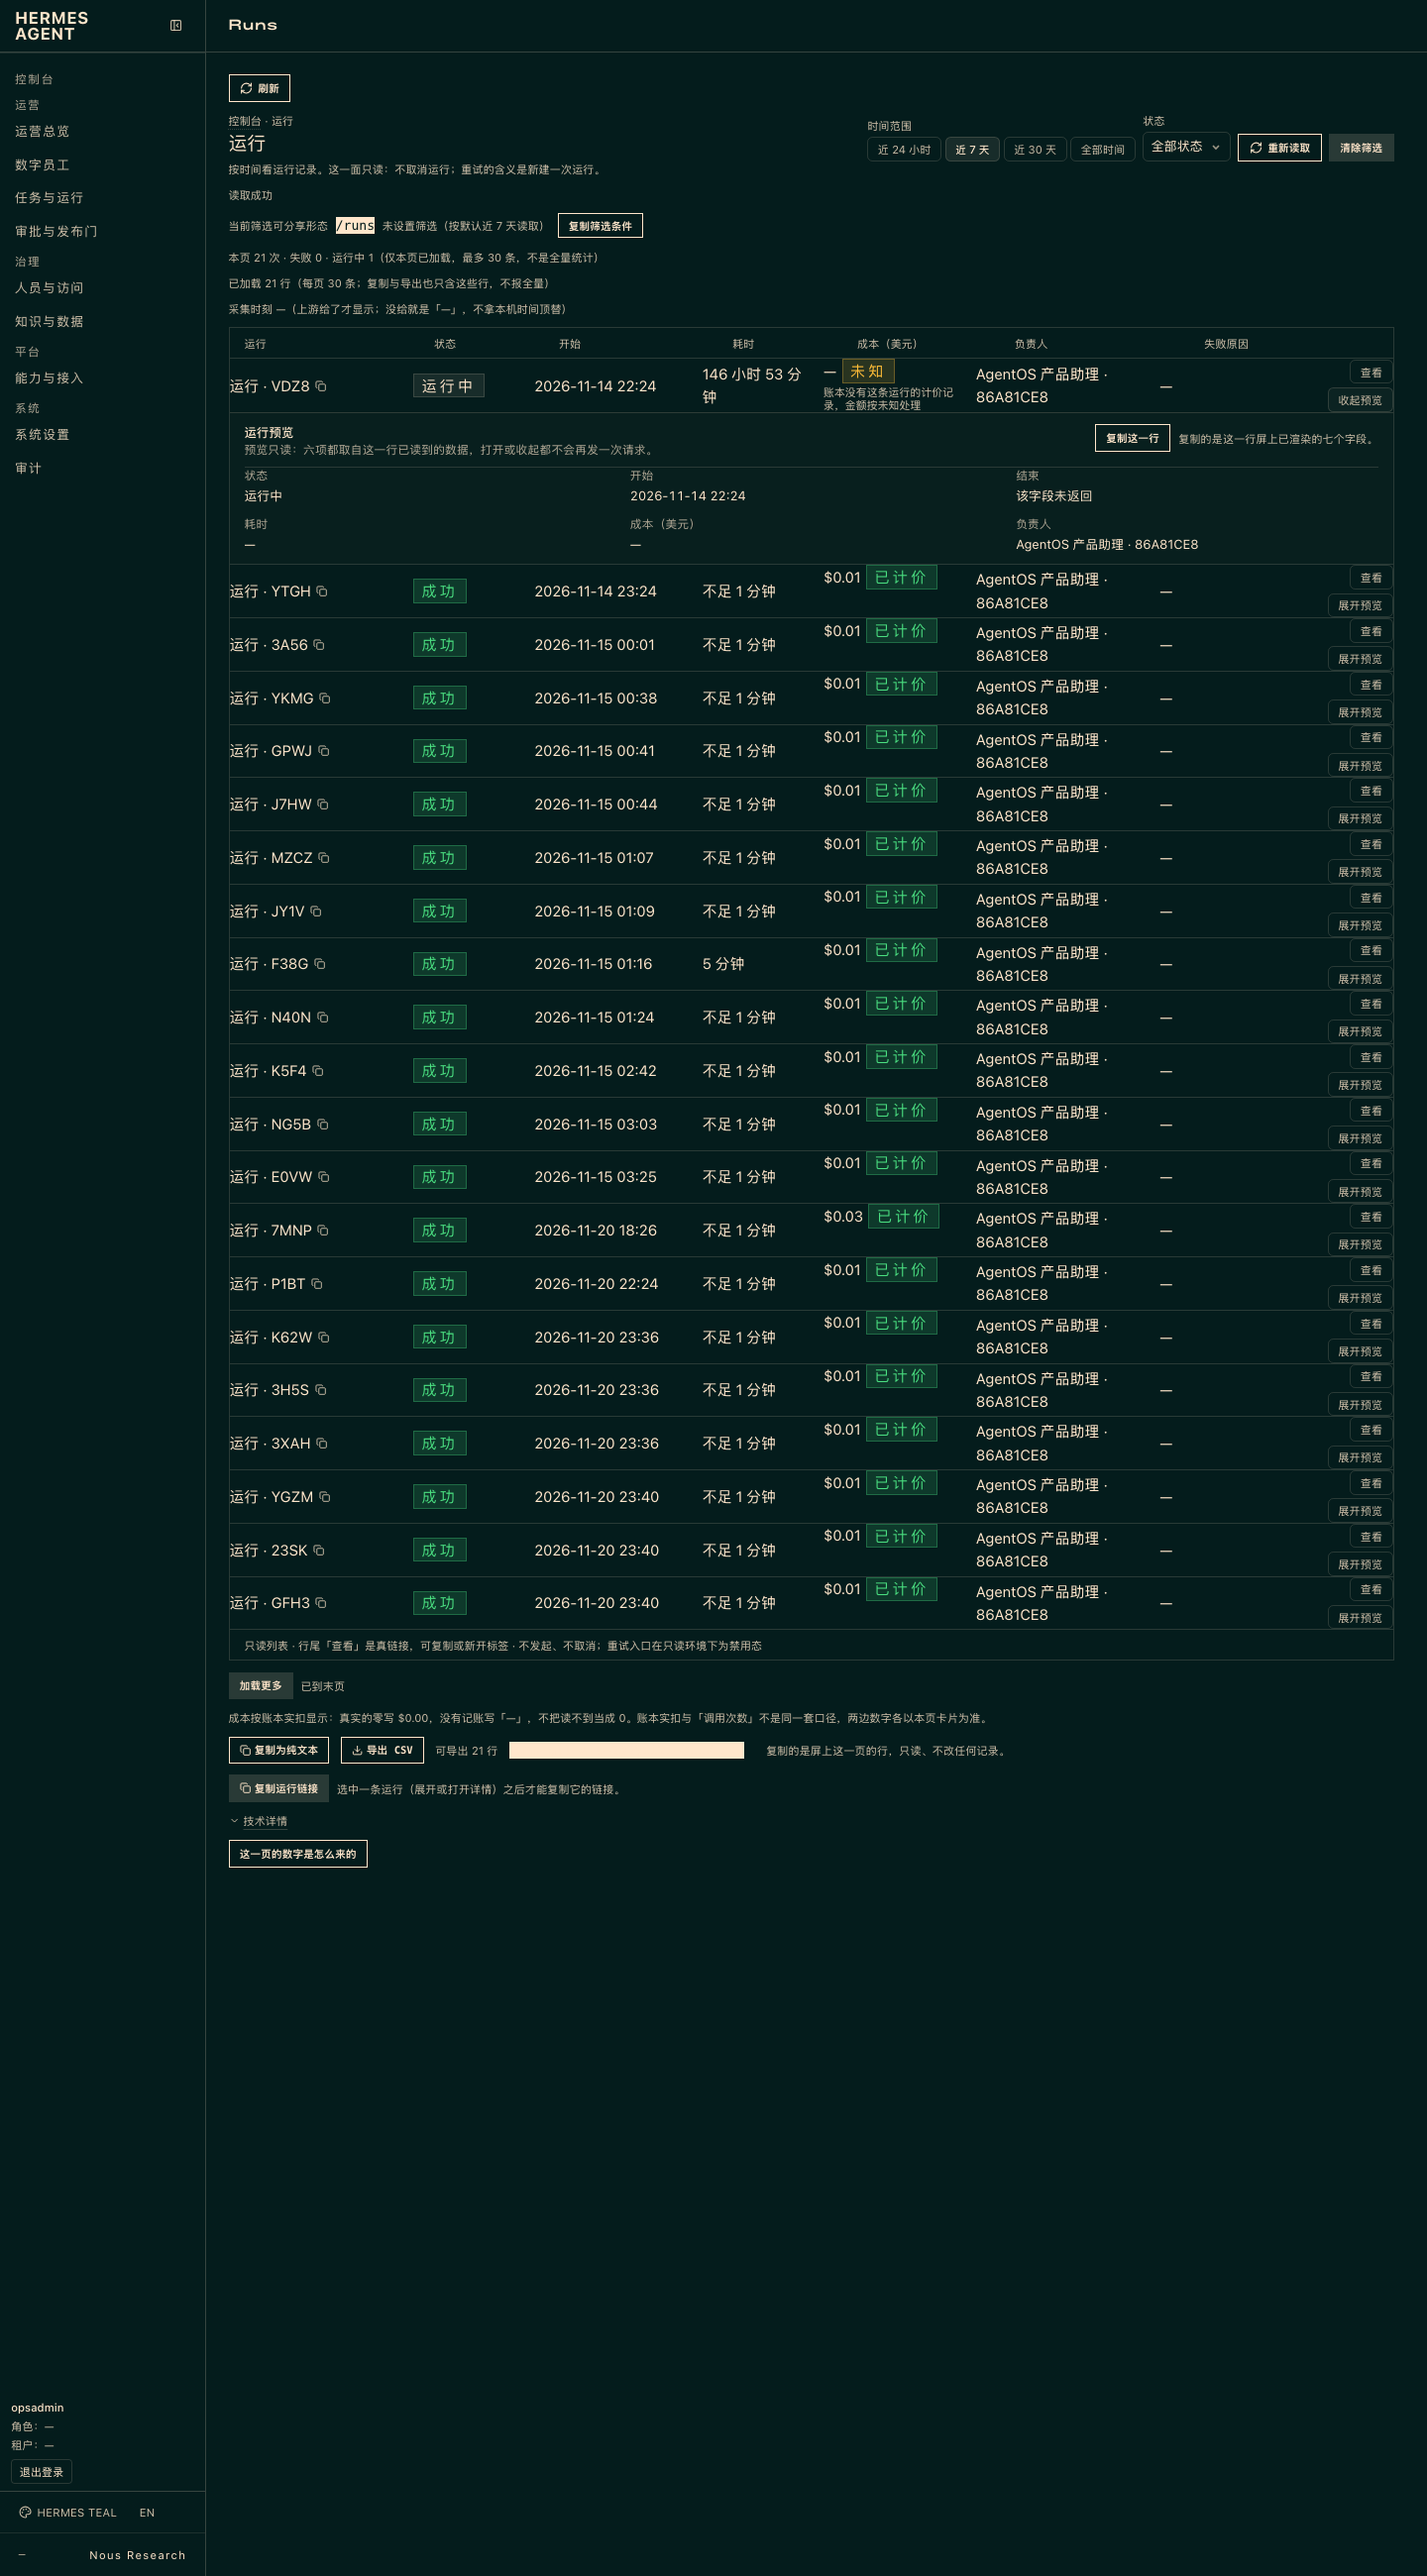 HERMES
AGENT
Runs
控制台
运营
运营总览
数字员工
任务与运行
审批与发布门
治理
人员与访问
知识与数据
平台
能力与接入
系统
系统设置
审计
刷新
控制台 · 运行
运行
按时间看运行记录。这一面只读：不取消运行；重试的含义是新建一次运行。
时间范围
近 24 小时 近 7 天 近 30 天 全部时间
状态
全部状态
重新读取 清除筛选
读取成功
当前筛选可分享形态 /runs 未设置筛选（按默认近 7 天读取） 复制筛选条件
本页 21 次 · 失败 0 · 运行中 1（仅本页已加载，最多 30 条，不是全量统计）
已加载 21 行（每页 30 条；复制与导出也只含这些行，不报全量）
采集时刻 —（上游给了才显示；没给就是「—」，不拿本机时间顶替）
运行 状态 开始 耗时 成本（美元） 负责人 失败原因
运行 · VDZ8 运行中 2026-11-14 22:24 146 小时 53 分钟 — 未知 账本没有这条运行的计价记录，金额按未知处理 AgentOS 产品助理 · 86A81CE8 — 查看 收起预览
运行预览
预览只读：六项都取自这一行已读到的数据，打开或收起都不会再发一次请求。
复制这一行 复制的是这一行屏上已渲染的七个字段。
状态 开始 结束
运行中 2026-11-14 22:24 该字段未返回
耗时 成本（美元） 负责人
— — AgentOS 产品助理 · 86A81CE8
运行 · YTGH 成功 2026-11-14 23:24 不足 1 分钟 $0.01 已计价 AgentOS 产品助理 · 86A81CE8 — 查看 展开预览
运行 · 3A56 成功 2026-11-15 00:01 不足 1 分钟 $0.01 已计价 AgentOS 产品助理 · 86A81CE8 — 查看 展开预览
运行 · YKMG 成功 2026-11-15 00:38 不足 1 分钟 $0.01 已计价 AgentOS 产品助理 · 86A81CE8 — 查看 展开预览
运行 · GPWJ 成功 2026-11-15 00:41 不足 1 分钟 $0.01 已计价 AgentOS 产品助理 · 86A81CE8 — 查看 展开预览
运行 · J7HW 成功 2026-11-15 00:44 不足 1 分钟 $0.01 已计价 AgentOS 产品助理 · 86A81CE8 — 查看 展开预览
运行 · MZCZ 成功 2026-11-15 01:07 不足 1 分钟 $0.01 已计价 AgentOS 产品助理 · 86A81CE8 — 查看 展开预览
运行 · JY1V 成功 2026-11-15 01:09 不足 1 分钟 $0.01 已计价 AgentOS 产品助理 · 86A81CE8 — 查看 展开预览
运行 · F38G 成功 2026-11-15 01:16 5 分钟 $0.01 已计价 AgentOS 产品助理 · 86A81CE8 — 查看 展开预览
运行 · N40N 成功 2026-11-15 01:24 不足 1 分钟 $0.01 已计价 AgentOS 产品助理 · 86A81CE8 — 查看 展开预览
运行 · K5F4 成功 2026-11-15 02:42 不足 1 分钟 $0.01 已计价 AgentOS 产品助理 · 86A81CE8 — 查看 展开预览
运行 · NG5B 成功 2026-11-15 03:03 不足 1 分钟 $0.01 已计价 AgentOS 产品助理 · 86A81CE8 — 查看 展开预览
运行 · E0VW 成功 2026-11-15 03:25 不足 1 分钟 $0.01 已计价 AgentOS 产品助理 · 86A81CE8 — 查看 展开预览
运行 · 7MNP 成功 2026-11-20 18:26 不足 1 分钟 $0.03 已计价 AgentOS 产品助理 · 86A81CE8 — 查看 展开预览
运行 · P1BT 成功 2026-11-20 22:24 不足 1 分钟 $0.01 已计价 AgentOS 产品助理 · 86A81CE8 — 查看 展开预览
运行 · K62W 成功 2026-11-20 23:36 不足 1 分钟 $0.01 已计价 AgentOS 产品助理 · 86A81CE8 — 查看 展开预览
运行 · 3H5S 成功 2026-11-20 23:36 不足 1 分钟 $0.01 已计价 AgentOS 产品助理 · 86A81CE8 — 查看 展开预览
运行 · 3XAH 成功 2026-11-20 23:36 不足 1 分钟 $0.01 已计价 AgentOS 产品助理 · 86A81CE8 — 查看 展开预览
运行 · YGZM 成功 2026-11-20 23:40 不足 1 分钟 $0.01 已计价 AgentOS 产品助理 · 86A81CE8 — 查看 展开预览
运行 · 23SK 成功 2026-11-20 23:40 不足 1 分钟 $0.01 已计价 AgentOS 产品助理 · 86A81CE8 — 查看 展开预览
运行 · GFH3 成功 2026-11-20 23:40 不足 1 分钟 $0.01 已计价 AgentOS 产品助理 · 86A81CE8 — 查看 展开预览
只读列表 · 行尾「查看」是真链接，可复制或新开标签 · 不发起、不取消；重试入口在只读环境下为禁用态
加载更多 已到末页
成本按账本实扣显示：真实的零写 $0.00，没有记账写「—」，不把读不到当成 0。账本实扣与「调用次数」不是同一套口径，两边数字各以本页卡片为准。
复制为纯文本 导出 CSV 可导出 21 行 复制的是屏上这一页的行，只读、不改任何记录。
复制运行链接 选中一条运行（展开或打开详情）之后才能复制它的链接。
技术详情
这一页的数字是怎么来的
opsadmin
角色：—
租户：—
退出登录
HERMES TEAL EN
— Nous Research